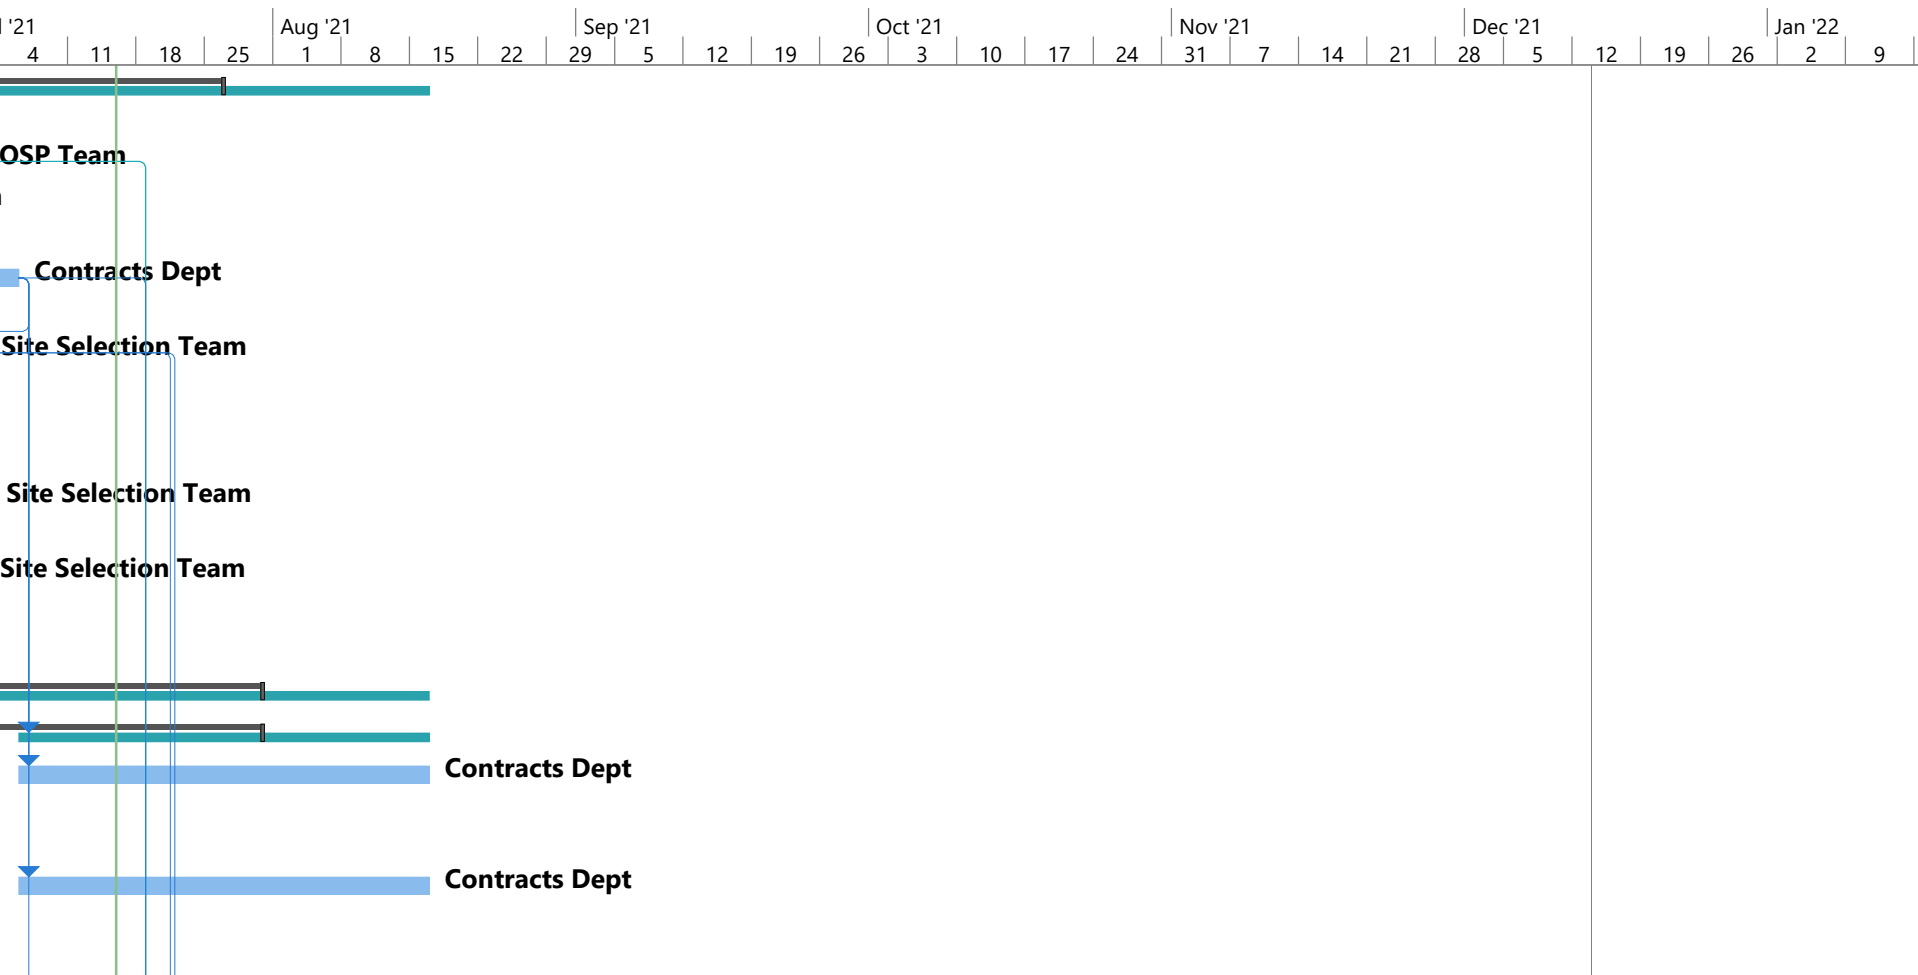 '21 Aug '21 Sep '21 Oct '21 Nov '21 Dec '21 Jan '22
4 11 18 25 1 8 15 22 29 5 12 19 26 3 10 17 24 31 7 14 21 28 5 12 19 26 2 9
OSP Team
Contracts Dept
Site Selection Team
Site Selection Team
Site Selection Team
Contracts Dept
Contracts Dept